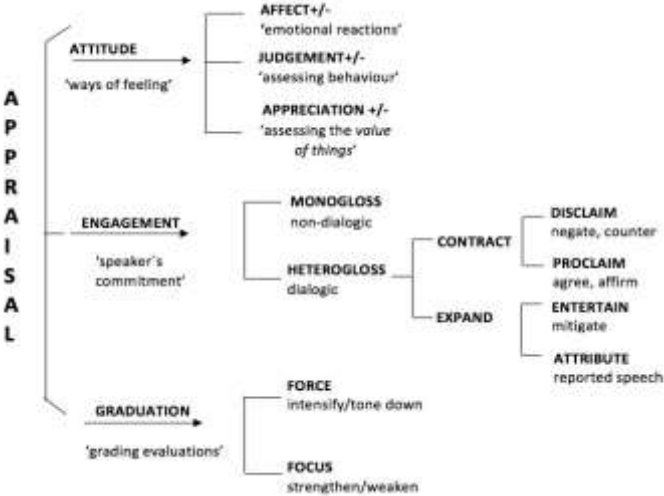 APPRAISAL
ATTITUDE
'ways of feeling'
AFFECT+/-
'emotional reactions'
JUDGEMENT+/-
'assessing behaviour'
APPRECIATION +/-
'assessing the value
of things'
ENGAGEMENT
'speaker´s
commitment'
MONOGLOSS
non-dialogic
HETEROGLOSS
dialogic
CONTRACT
DISCLAIM
negate, counter
PROCLAIM
agree, affirm
EXPAND
ENTERTAIN
mitigate
ATTRIBUTE
reported speech
GRADUATION
'grading evaluations'
FORCE
intensify/tone down
FOCUS
strengthen/weaken